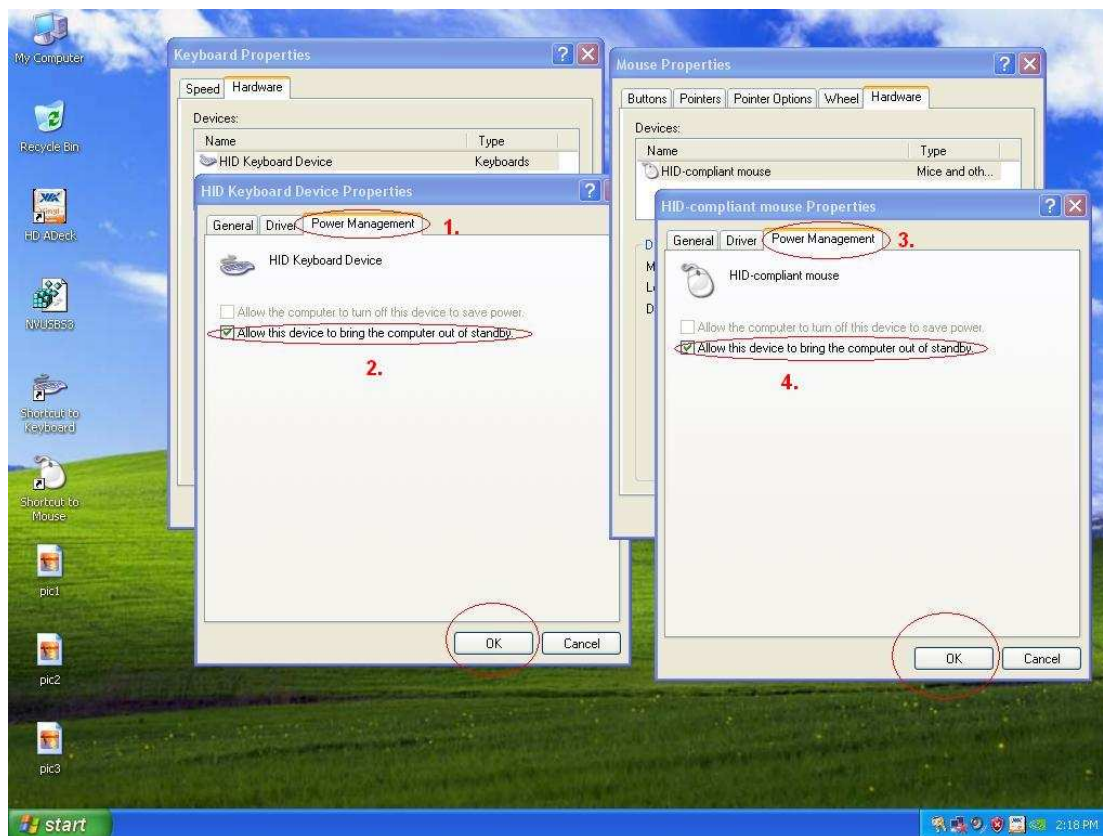 My Computer
Recycle Bin
HD ADeck
NVUSBS3
Shortcut to
Keyboard
Shortcut to
Mouse
pic1
pic2
pic3
Keyboard Properties
Speed Hardware
Devices:
Name Type
HID Keyboard Device Keyboards
HID Keyboard Device Properties
General Driver Power Management 1.
HID Keyboard Device
Allow the computer to turn off this device to save power.
Allow this device to bring the computer out of standby.
2.
OK Cancel
Mouse Properties
Buttons Pointers Pointer Options Wheel Hardware
Devices:
Name Type
HID-compliant mouse Mice and oth...
D
M
L
D
HID-compliant mouse Properties
General Driver Power Management 3.
HID-compliant mouse
Allow the computer to turn off this device to save power.
Allow this device to bring the computer out of standby.
4.
OK Cancel
start 2:18 PM